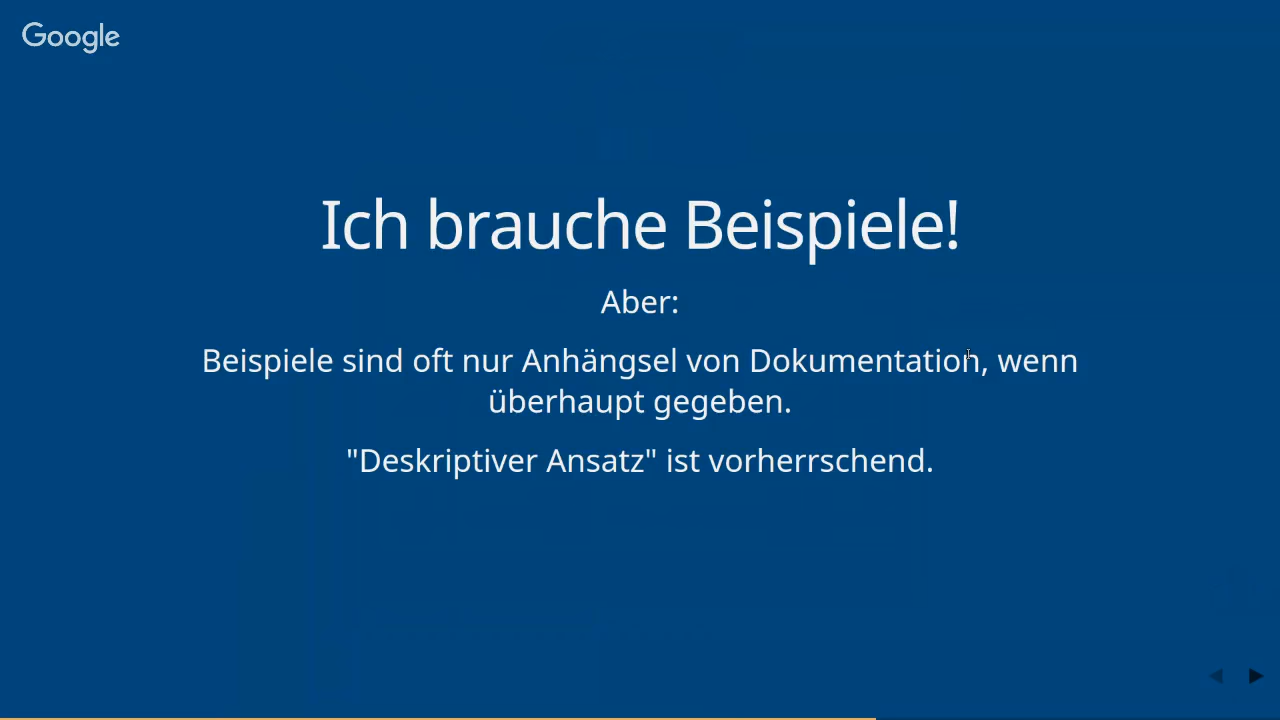 Google
Ich brauche Beispiele!
Aber:
Beispiele sind oft nur Anhängsel von Dokumentation, wenn
überhaupt gegeben.
"Deskriptiver Ansatz" ist vorherrschend.